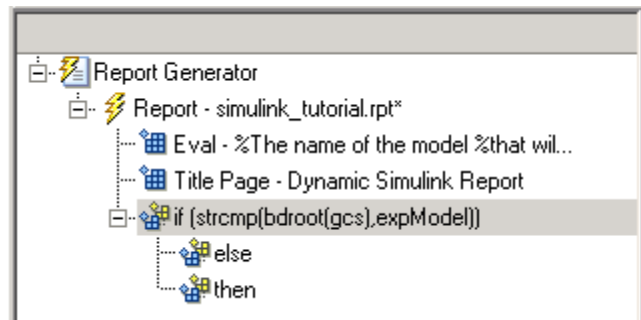 Report Generator
Report - simulink_tutorial.rpt*
Eval - %The name of the model %that wil...
Title Page - Dynamic Simulink Report
if (strcmp(bdroot(gcs),expModel))
else
then